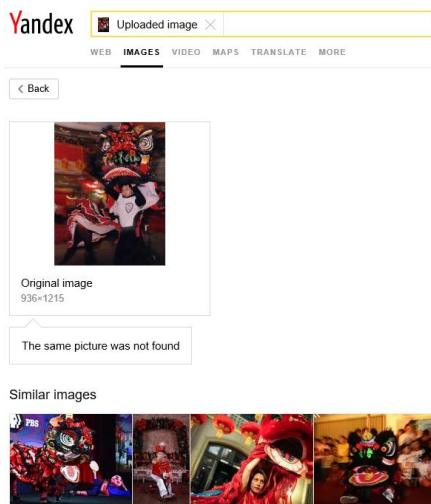 Yandex
Uploaded image
WEB IMAGES VIDEO MAPS TRANSLATE MORE
Back
Original image
936×1215
The same picture was not found
Similar images
PBS